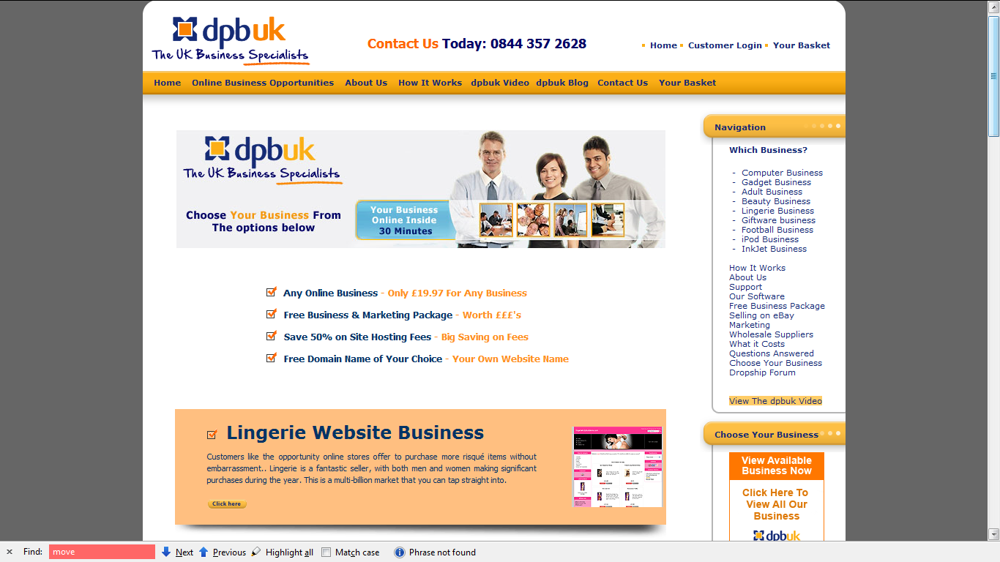 dpbuk
The UK Business Specialists
Contact Us Today: 0844 357 2628
Home Customer Login Your Basket
Home Online Business Opportunities About Us How It Works dpbuk Video dpbuk Blog Contact Us Your Basket
dpbuk
The UK Business Specialists
Choose Your Business From
The options below
Your Business
Online Inside
30 Minutes
Any Online Business - Only £19.97 For Any Business
Free Business & Marketing Package - Worth £££'s
Save 50% on Site Hosting Fees - Big Saving on Fees
Free Domain Name of Your Choice - Your Own Website Name
Lingerie Website Business
Customers like the opportunity online stores offer to purchase more risqué items without
embarrassment.. Lingerie is a fantastic seller, with both men and women making significant
purchases during the year. This is a multi-billion market that you can tap straight into.
Click here
Navigation
Which Business?
- Computer Business
- Gadget Business
- Adult Business
- Beauty Business
- Lingerie Business
- Giftware business
- Football Business
- iPod Business
- InkJet Business
How It Works
About Us
Support
Our Software
Free Business Package
Selling on eBay
Marketing
Wholesale Suppliers
What it Costs
Questions Answered
Choose Your Business
Dropship Forum
View The dpbuk Video
Choose Your Business
View Available
Business Now
Click Here To
View All Our
Business
dpbuk
Find: move Next Previous Highlight all Match case Phrase not found